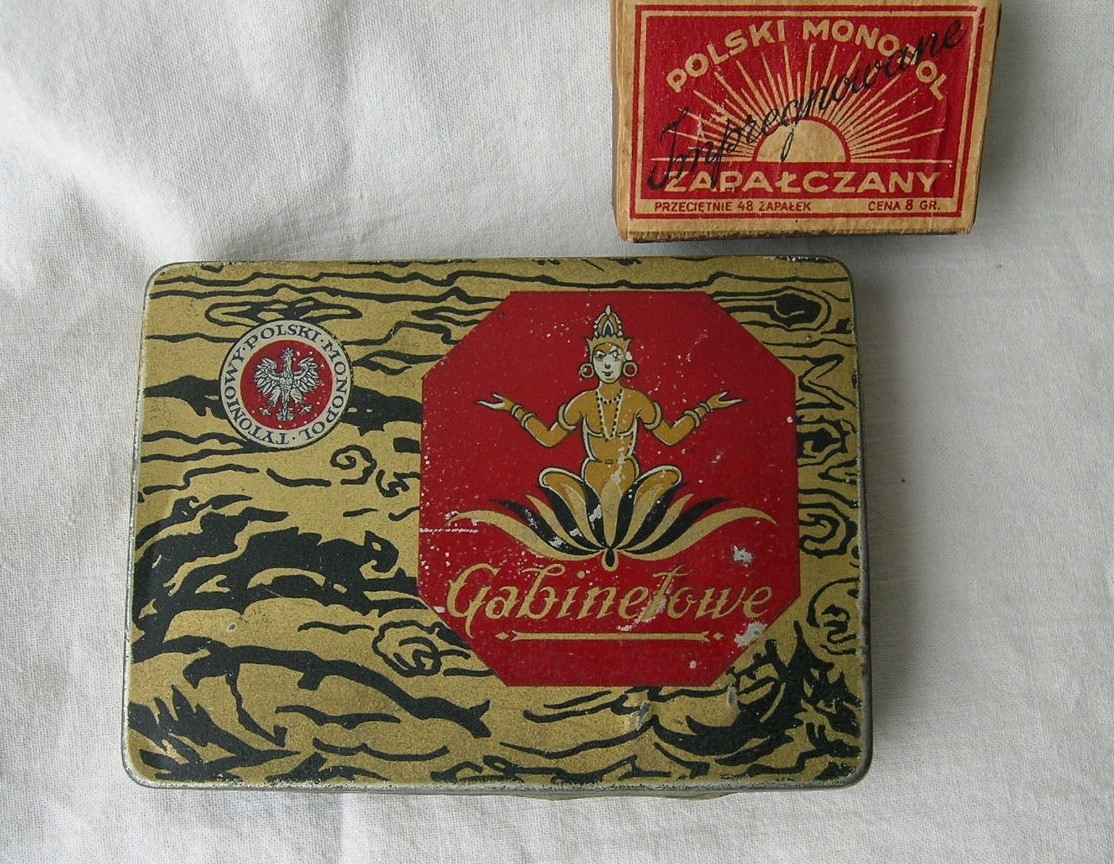 POLSKI MONOPOL
Impregnowane
ZAPAŁCZANY
PRZECIĘTNIE 48 ZAPAŁEK CENA 8 GR.
·POLSKI·MONOPOL·TYTONIOWY
Gabinetowe